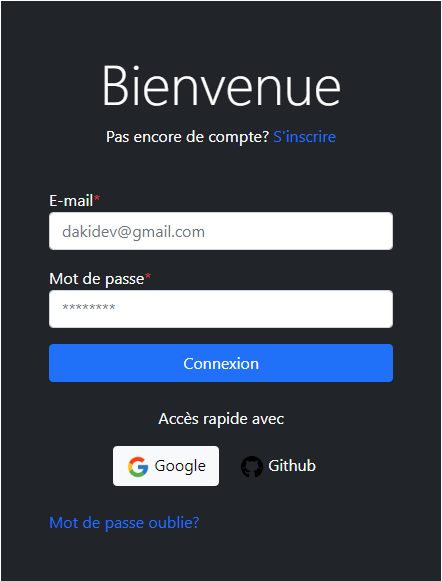 Bienvenue
Pas encore de compte? S'inscrire
E-mail*
dakidev@gmail.com
Mot de passe*
********
Connexion
Accès rapide avec
Google Github
Mot de passe oublie?